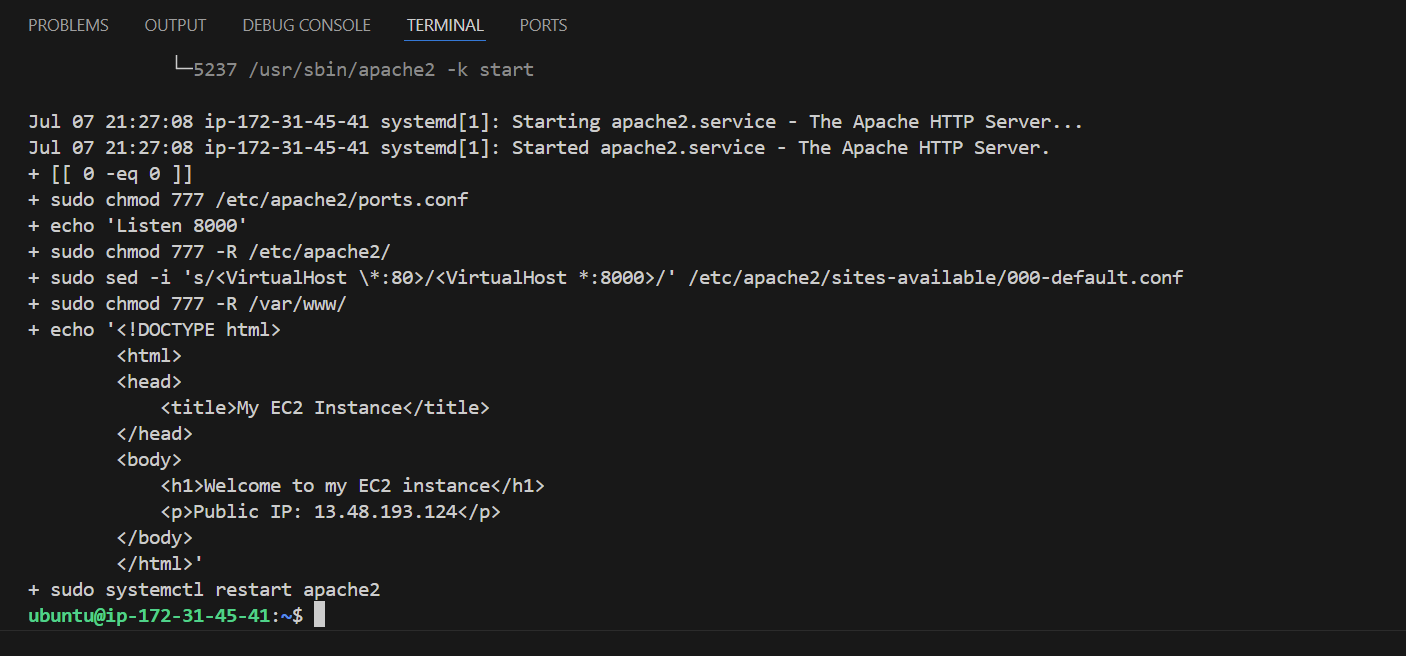 PROBLEMS OUTPUT DEBUG CONSOLE TERMINAL PORTS
└─5237 /usr/sbin/apache2 -k start
Jul 07 21:27:08 ip-172-31-45-41 systemd[1]: Starting apache2.service - The Apache HTTP Server...
Jul 07 21:27:08 ip-172-31-45-41 systemd[1]: Started apache2.service - The Apache HTTP Server.
+ [[ 0 -eq 0 ]]
+ sudo chmod 777 /etc/apache2/ports.conf
+ echo 'Listen 8000'
+ sudo chmod 777 -R /etc/apache2/
+ sudo sed -i 's/<VirtualHost \*:80>/<VirtualHost *:8000>/' /etc/apache2/sites-available/000-default.conf
+ sudo chmod 777 -R /var/www/
+ echo '<!DOCTYPE html>
        <html>
        <head>
            <title>My EC2 Instance</title>
        </head>
        <body>
            <h1>Welcome to my EC2 instance</h1>
            <p>Public IP: 13.48.193.124</p>
        </body>
        </html>'
+ sudo systemctl restart apache2
ubuntu@ip-172-31-45-41:~$